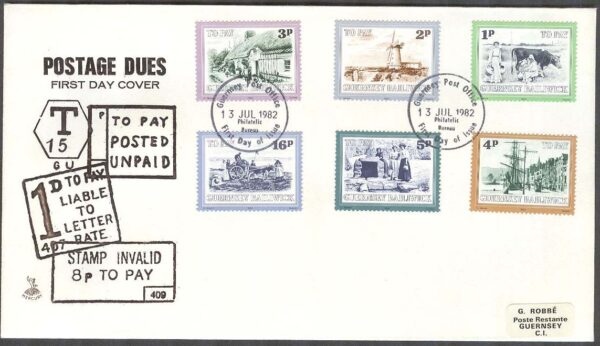 POSTAGE DUES
FIRST DAY COVER
T
15
GU
P
TO PAY
POSTED
UNPAID
1D TO PAY
LIABLE
TO
LETTER
RATE
407
STAMP INVALID
8P TO PAY
409
MERCURY
TO PAY 3P
TO PAY 2P
GUERNSEY BAILIWICK
TO PAY 1P
Guernsey Post Office
13 JUL 1982
Philatelic
Bureau
First Day of Issue
Guernsey Post Office
13 JUL 1982
Philatelic
Bureau
First Day of Issue
TO PAY 16P
GUERNSEY BAILIWICK
TO PAY 5P
GUERNSEY BAILIWICK
TO PAY 4P
GUERNSEY BAILIWICK
G. ROBBÉ
Poste Restante
GUERNSEY
C.I.